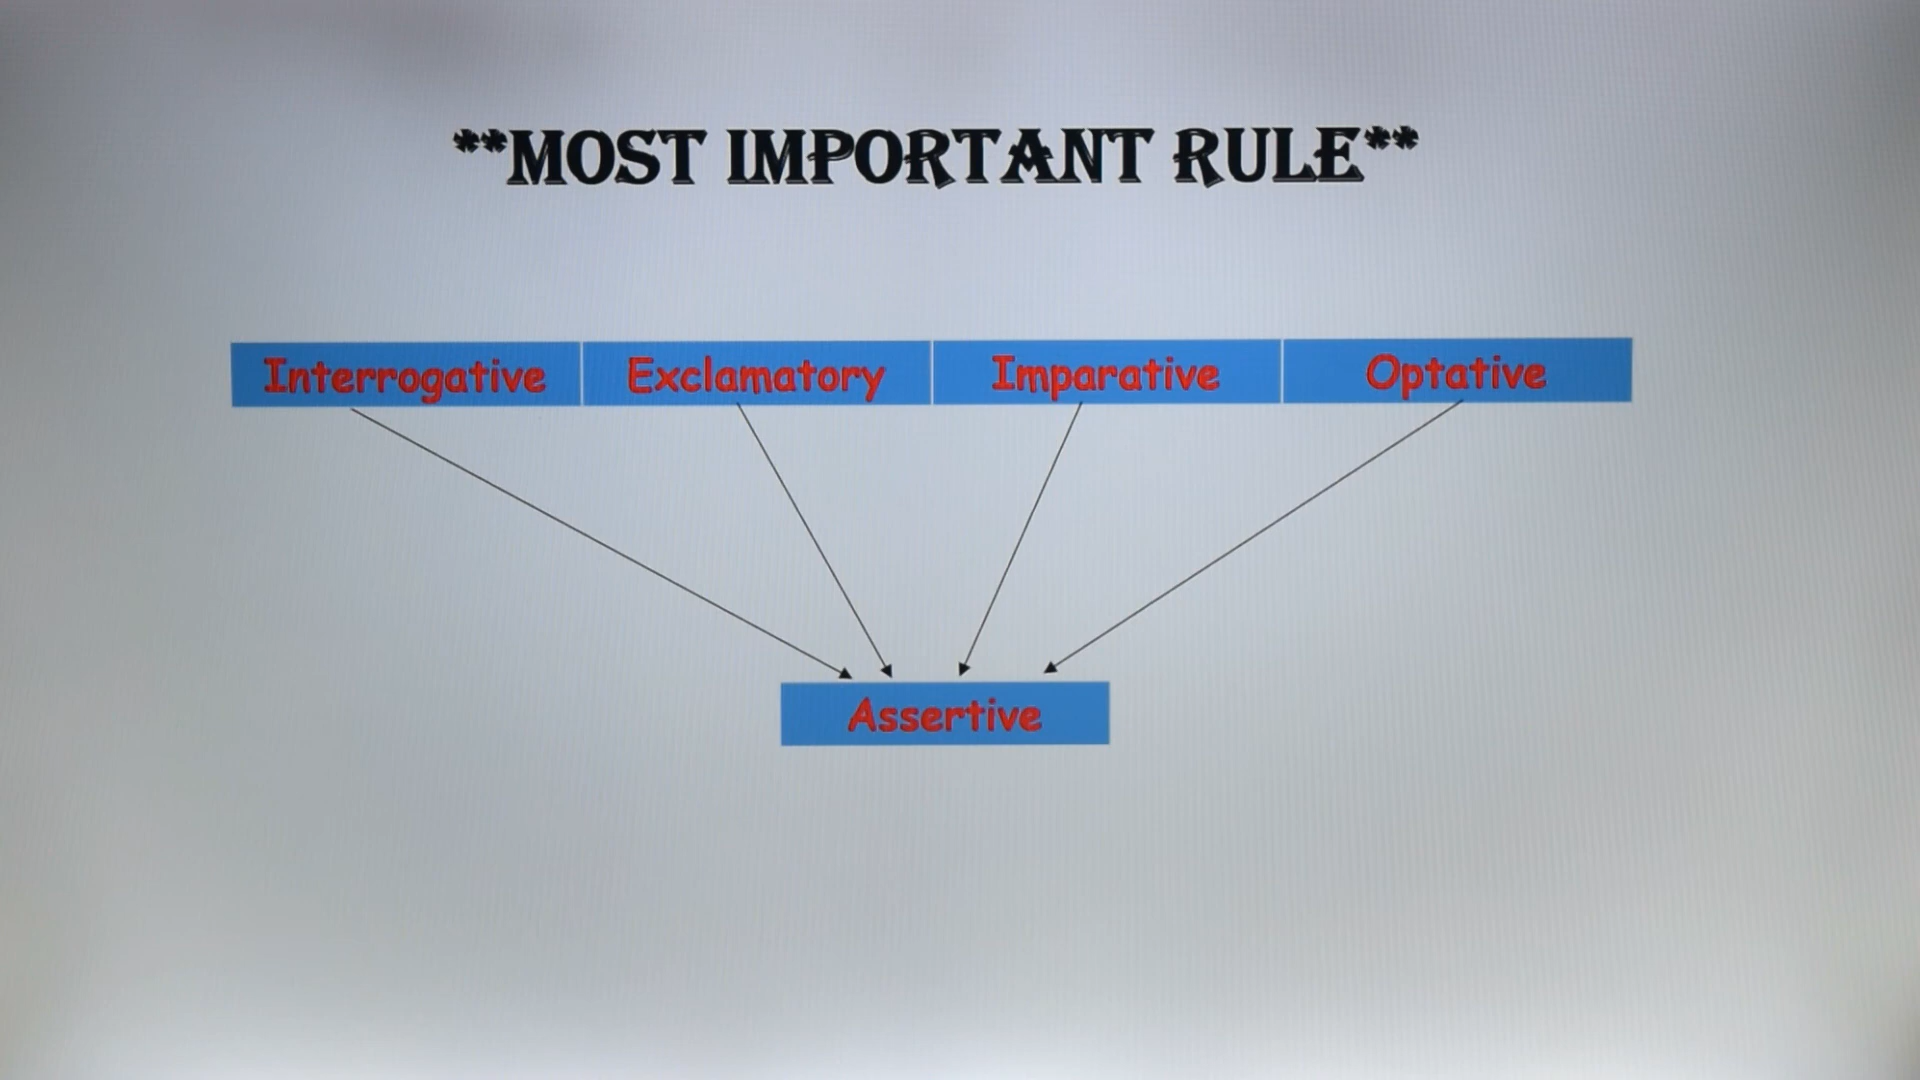 **MOST IMPORTANT RULE**
Interrogative Exclamatory Imparative Optative
Assertive